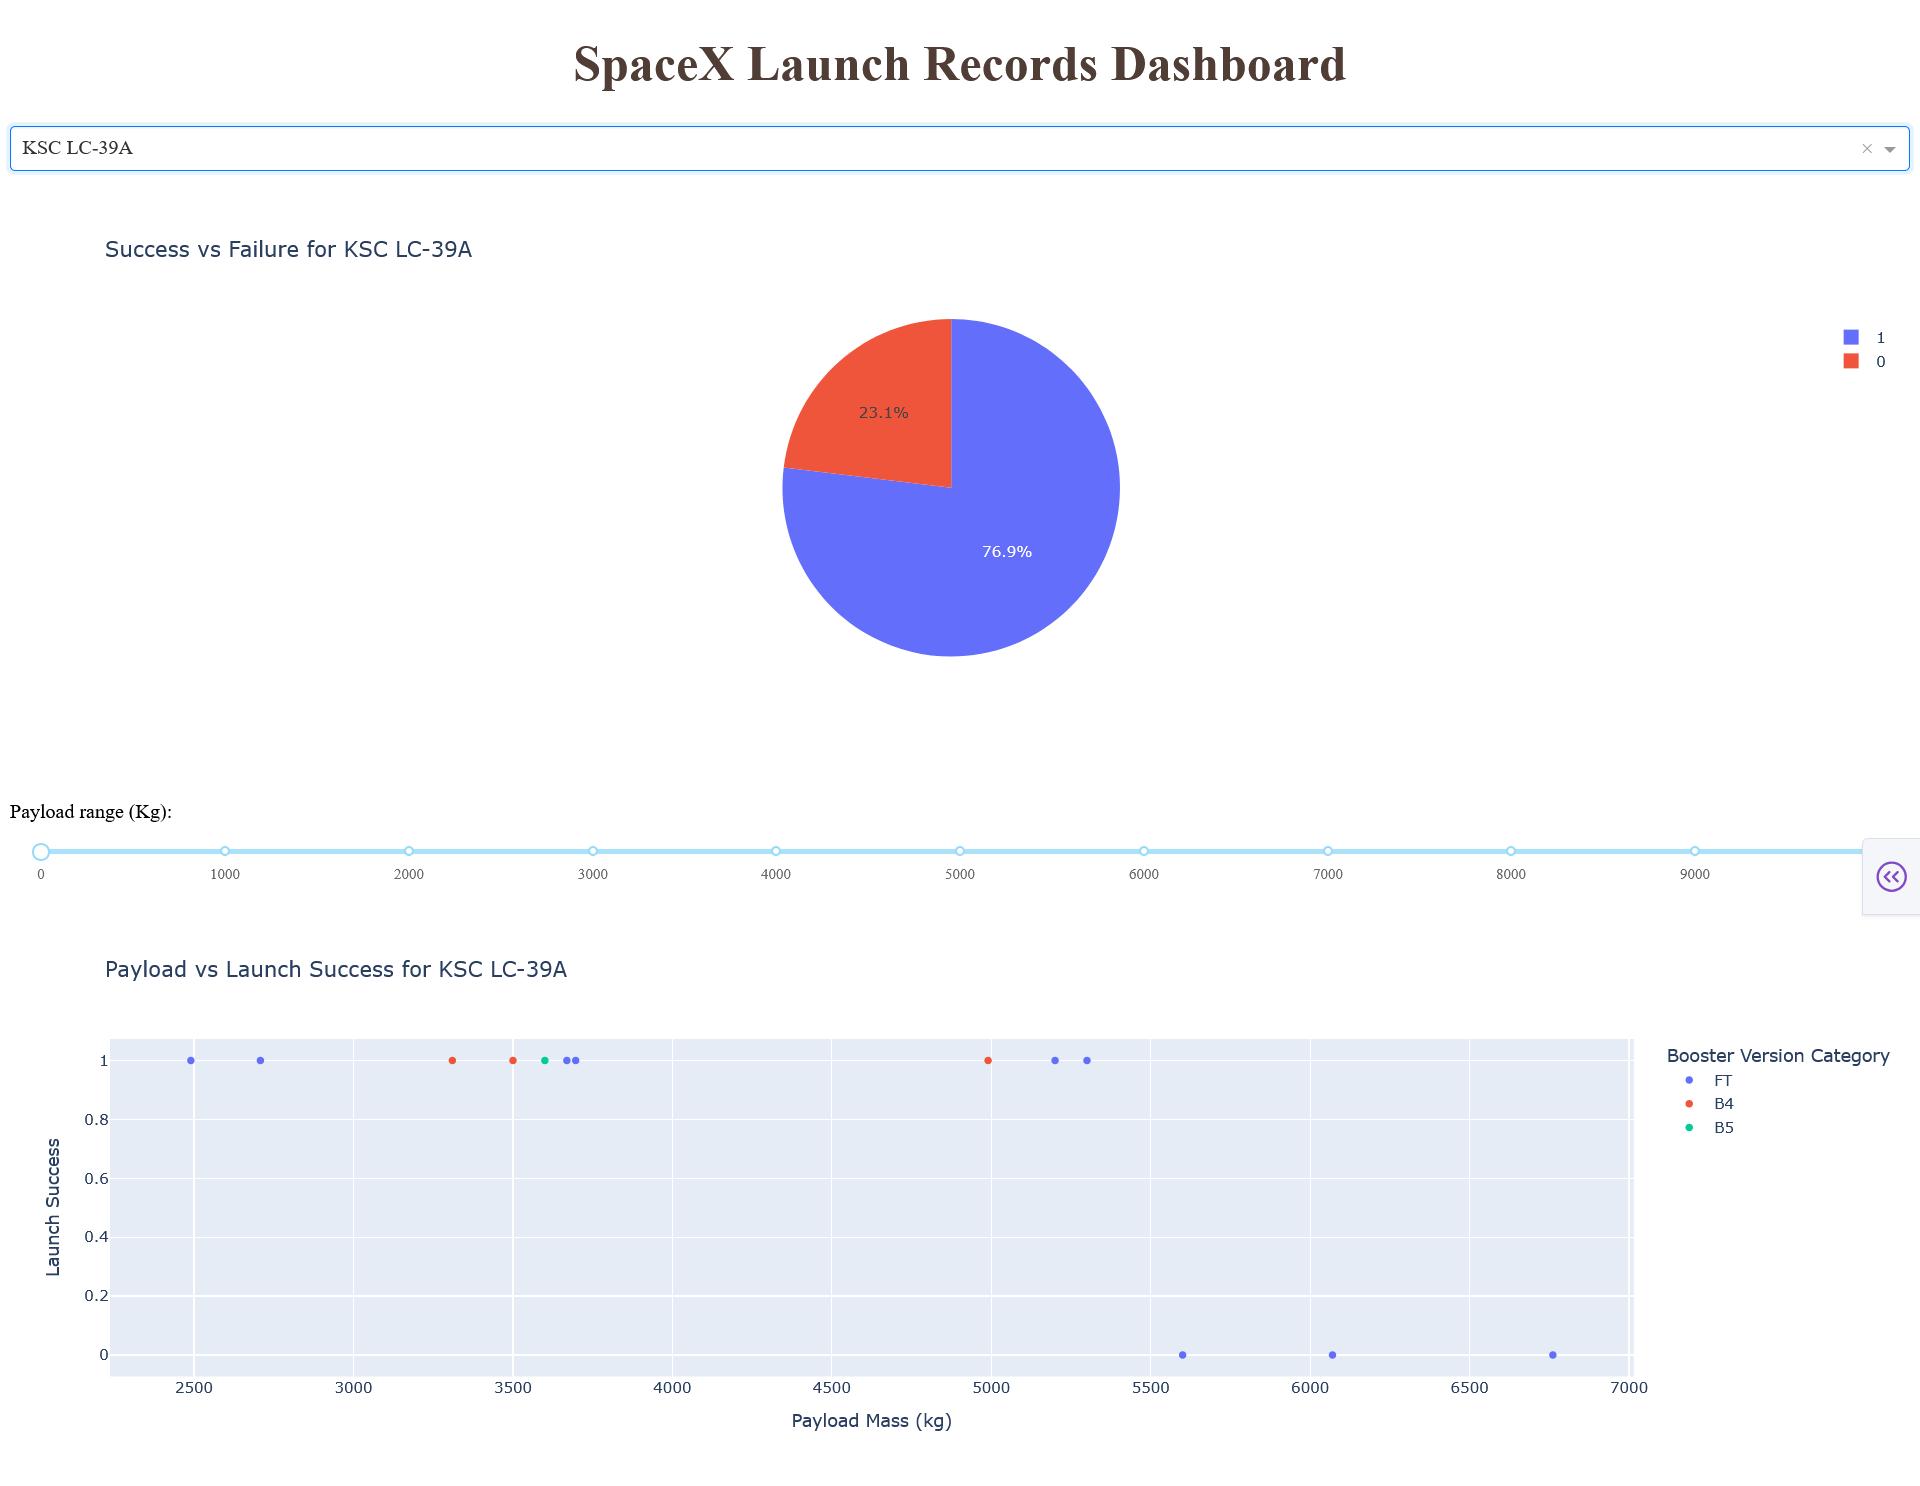 SpaceX Launch Records Dashboard
KSC LC-39A
Success vs Failure for KSC LC-39A
1
0
23.1%
76.9%
Payload range (Kg):
0 1000 2000 3000 4000 5000 6000 7000 8000 9000
Payload vs Launch Success for KSC LC-39A
Booster Version Category
FT
B4
B5
Launch Success
1
0.8
0.6
0.4
0.2
0
2500 3000 3500 4000 4500 5000 5500 6000 6500 7000
Payload Mass (kg)